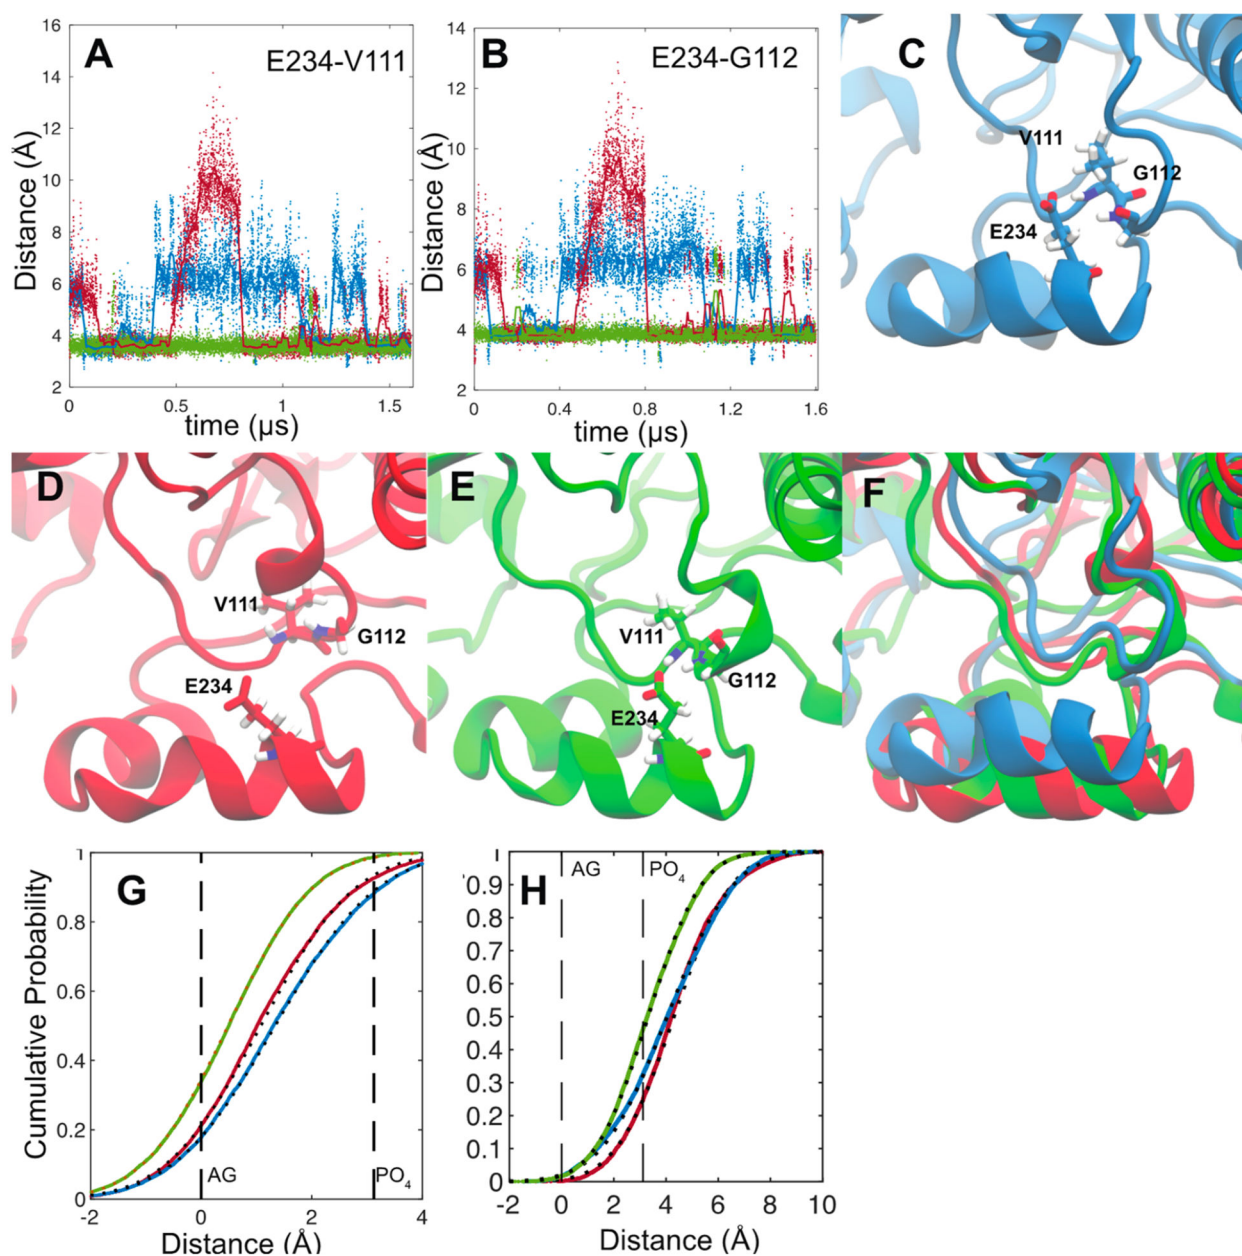 A
E234-V111
16
14
12
10
8
6
4
2
Distance (Å)
0
0.5
1
1.5
time (µs)
B
E234-G112
14
12
10
8
6
4
2
Distance (Å)
0
0.4
0.8
1.2
1.6
time (µs)
C
V111
G112
E234
D
V111
G112
E234
E
V111
G112
E234
F
G
1
0.8
0.6
0.4
0.2
0
Cumulative Probability
AG
PO4
-2
0
2
4
Distance (Å)
H
1
0.9
0.8
0.7
0.6
0.5
0.4
0.3
0.2
0.1
0
AG
PO4
-2
0
2
4
6
8
10
Distance (Å)